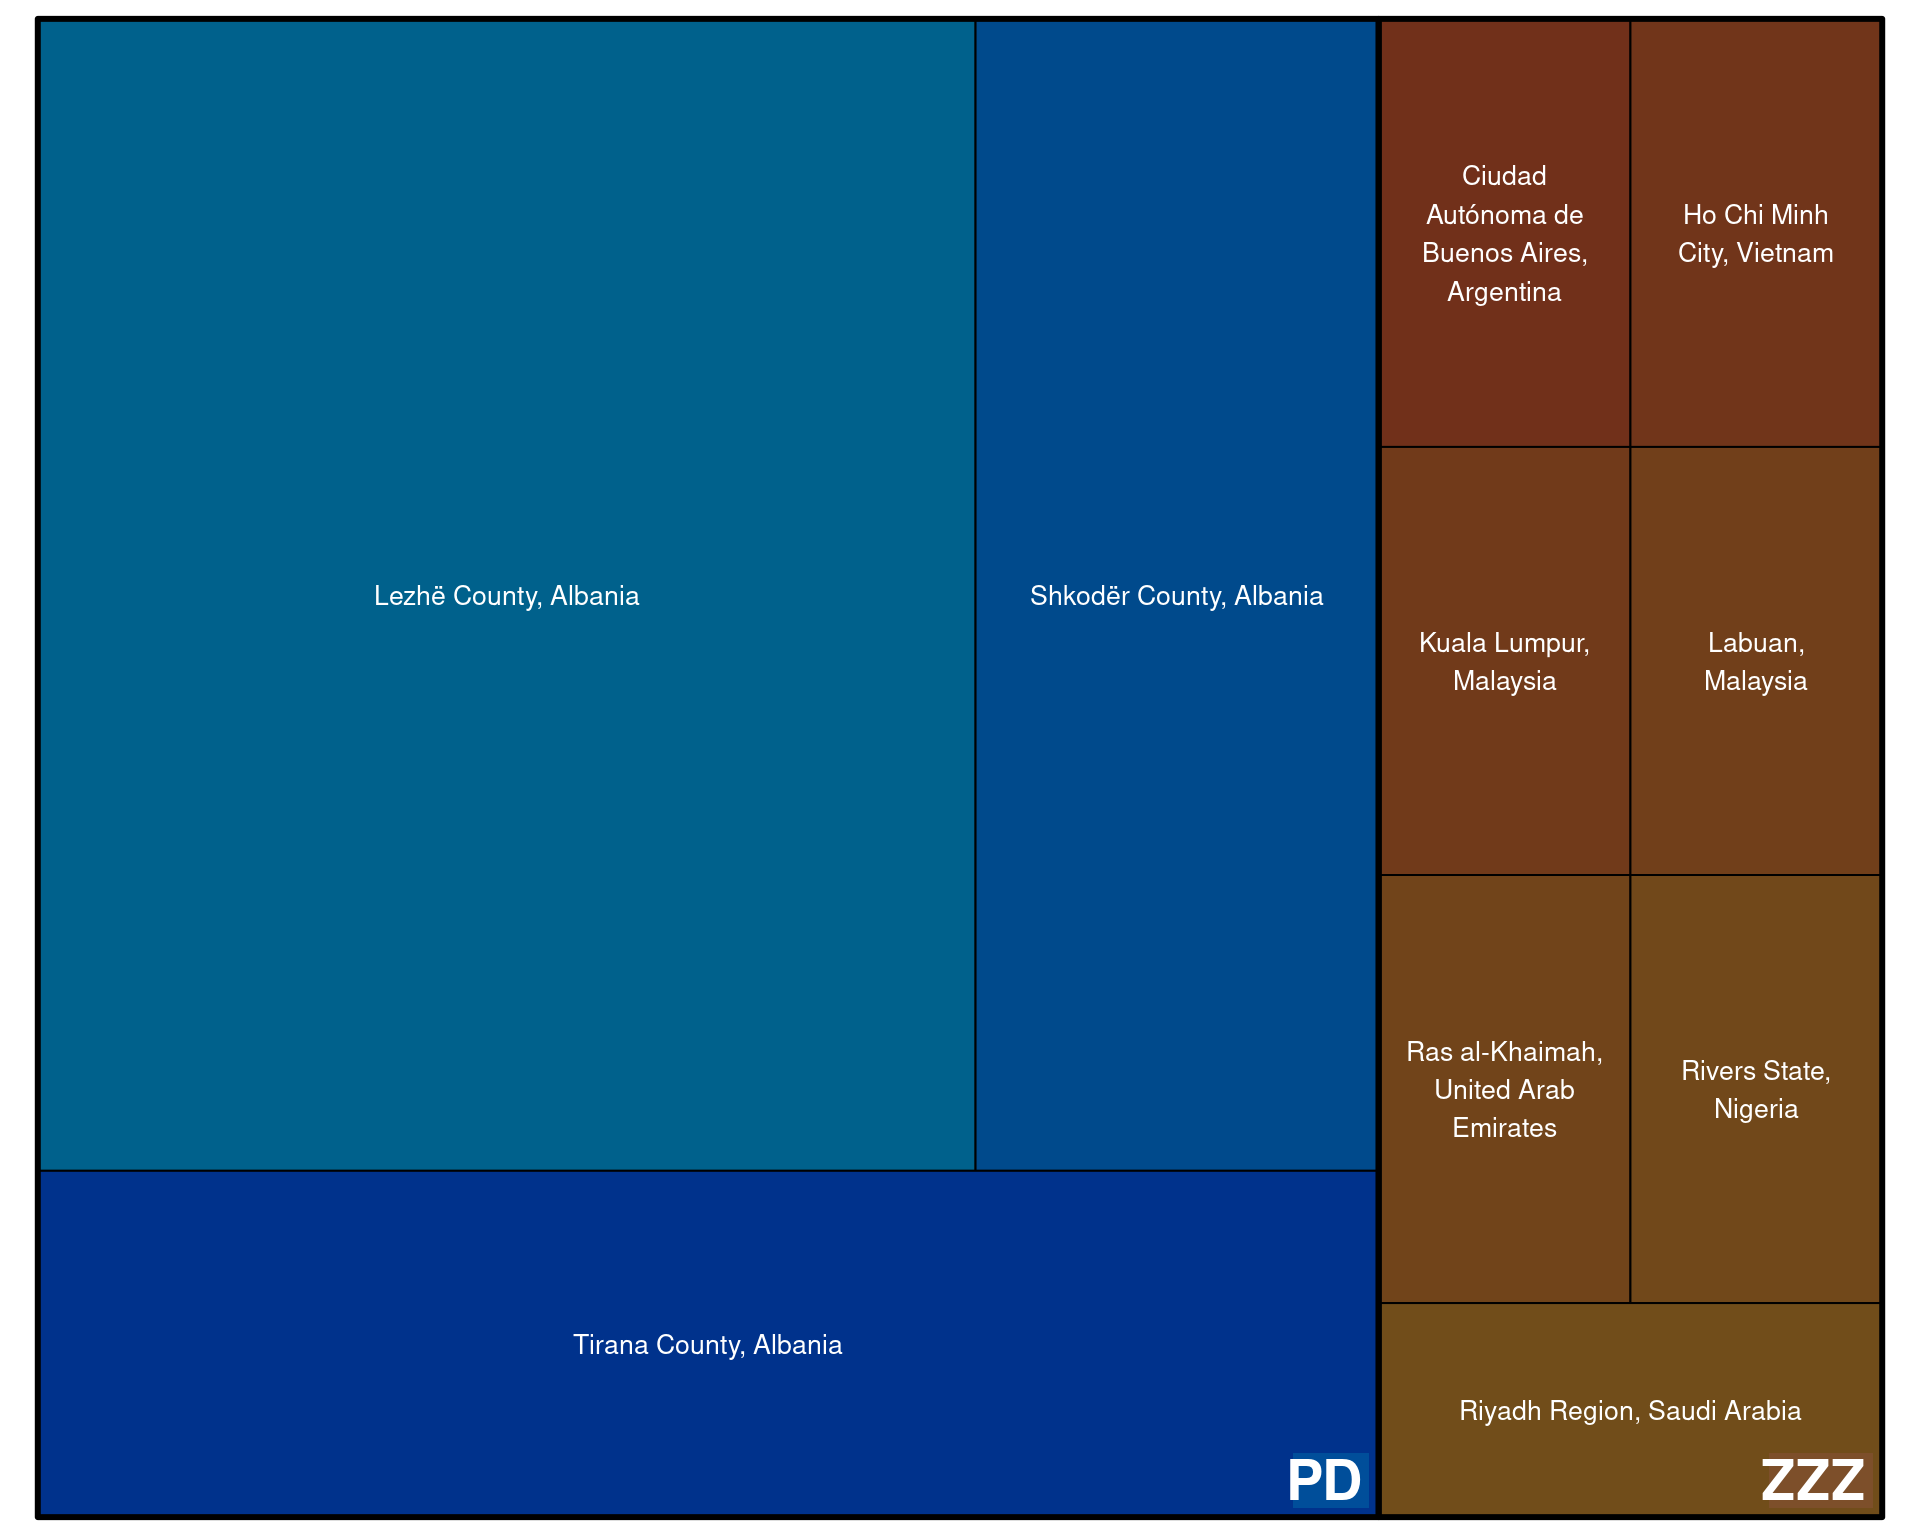 Lezhë County, Albania
Shkodër County, Albania
Tirana County, Albania
PD
Ciudad
Autónoma de
Buenos Aires,
Argentina
Ho Chi Minh
City, Vietnam
Kuala Lumpur,
Malaysia
Labuan,
Malaysia
Ras al-Khaimah,
United Arab
Emirates
Rivers State,
Nigeria
Riyadh Region, Saudi Arabia
ZZZ